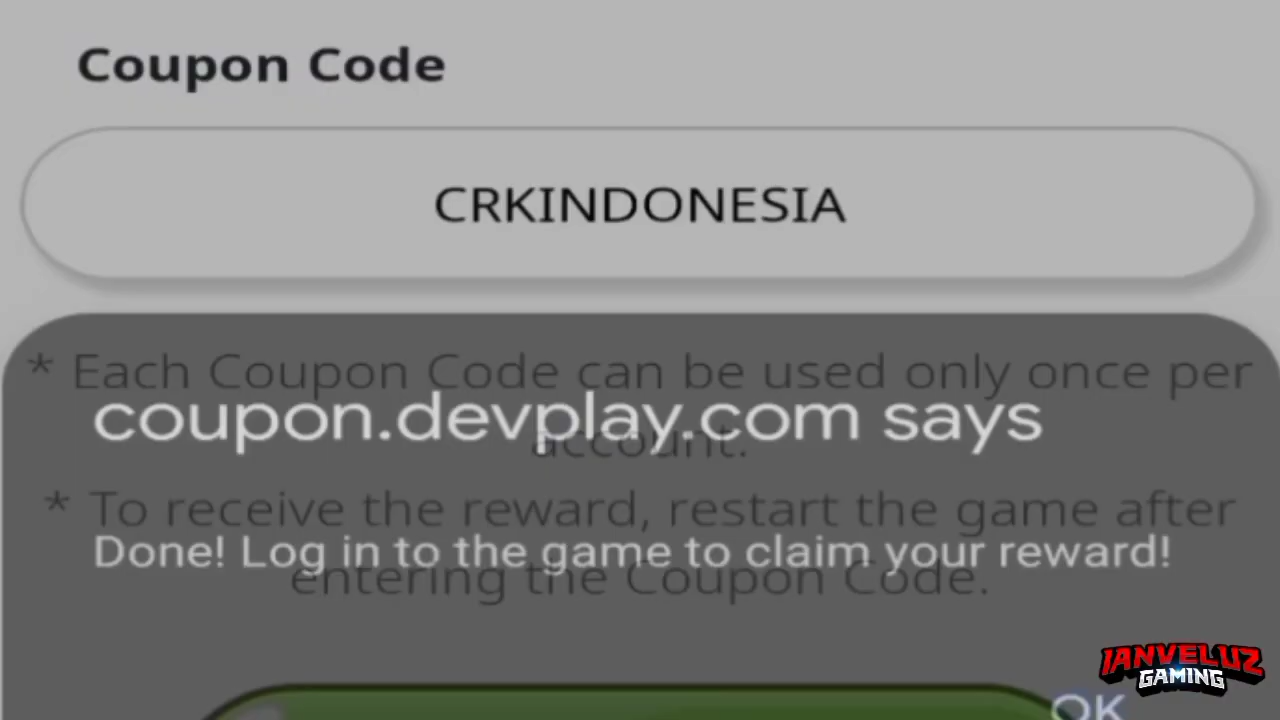 Coupon Code
CRKINDONESIA
* Each Coupon Code can be used only once per
coupon.devplay.com says
account.
* To receive the reward, restart the game after
Done! Log in to the game to claim your reward!
entering the Coupon Code.
IANVELUZ
GAMING
OK